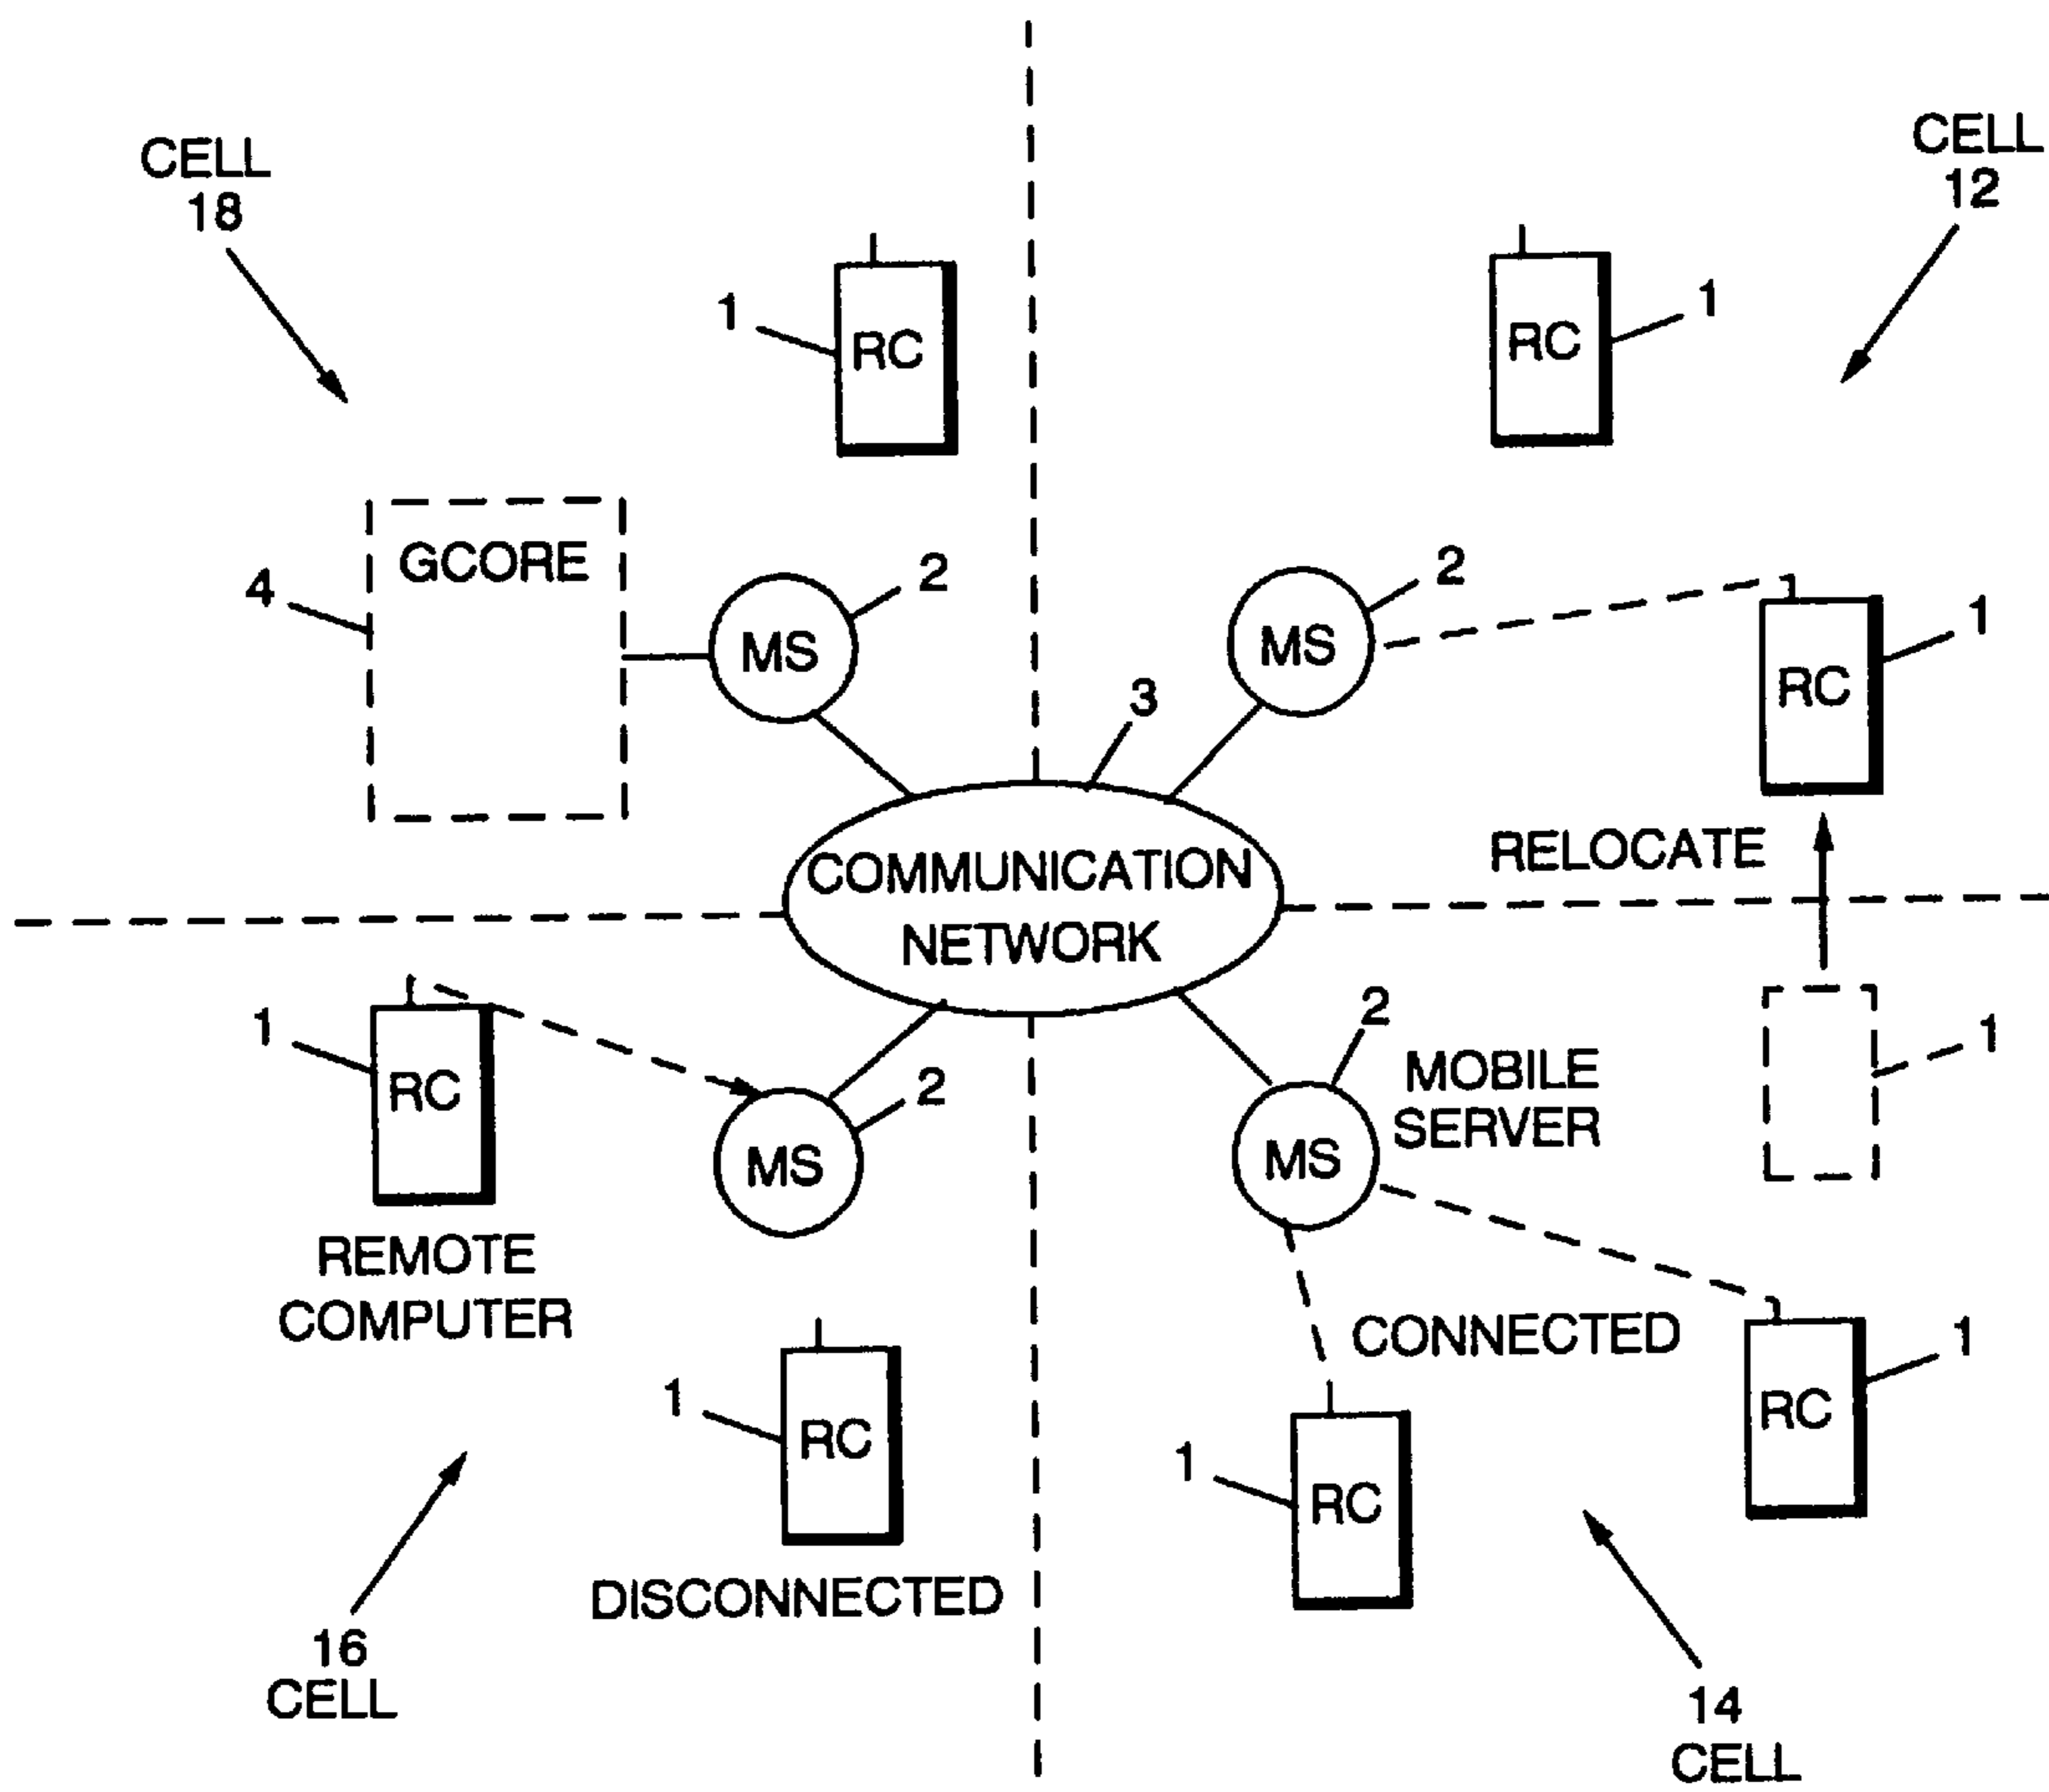 CELL
18
CELL
12
1
RC
RC
1
GCORE
4
MS
2
MS
2
RC
1
3
COMMUNICATION
NETWORK
RELOCATE
1
RC
MS
2
2
MS
MOBILE
SERVER
1
REMOTE
COMPUTER
CONNECTED
1
RC
DISCONNECTED
1
RC
RC
1
16
CELL
14
CELL